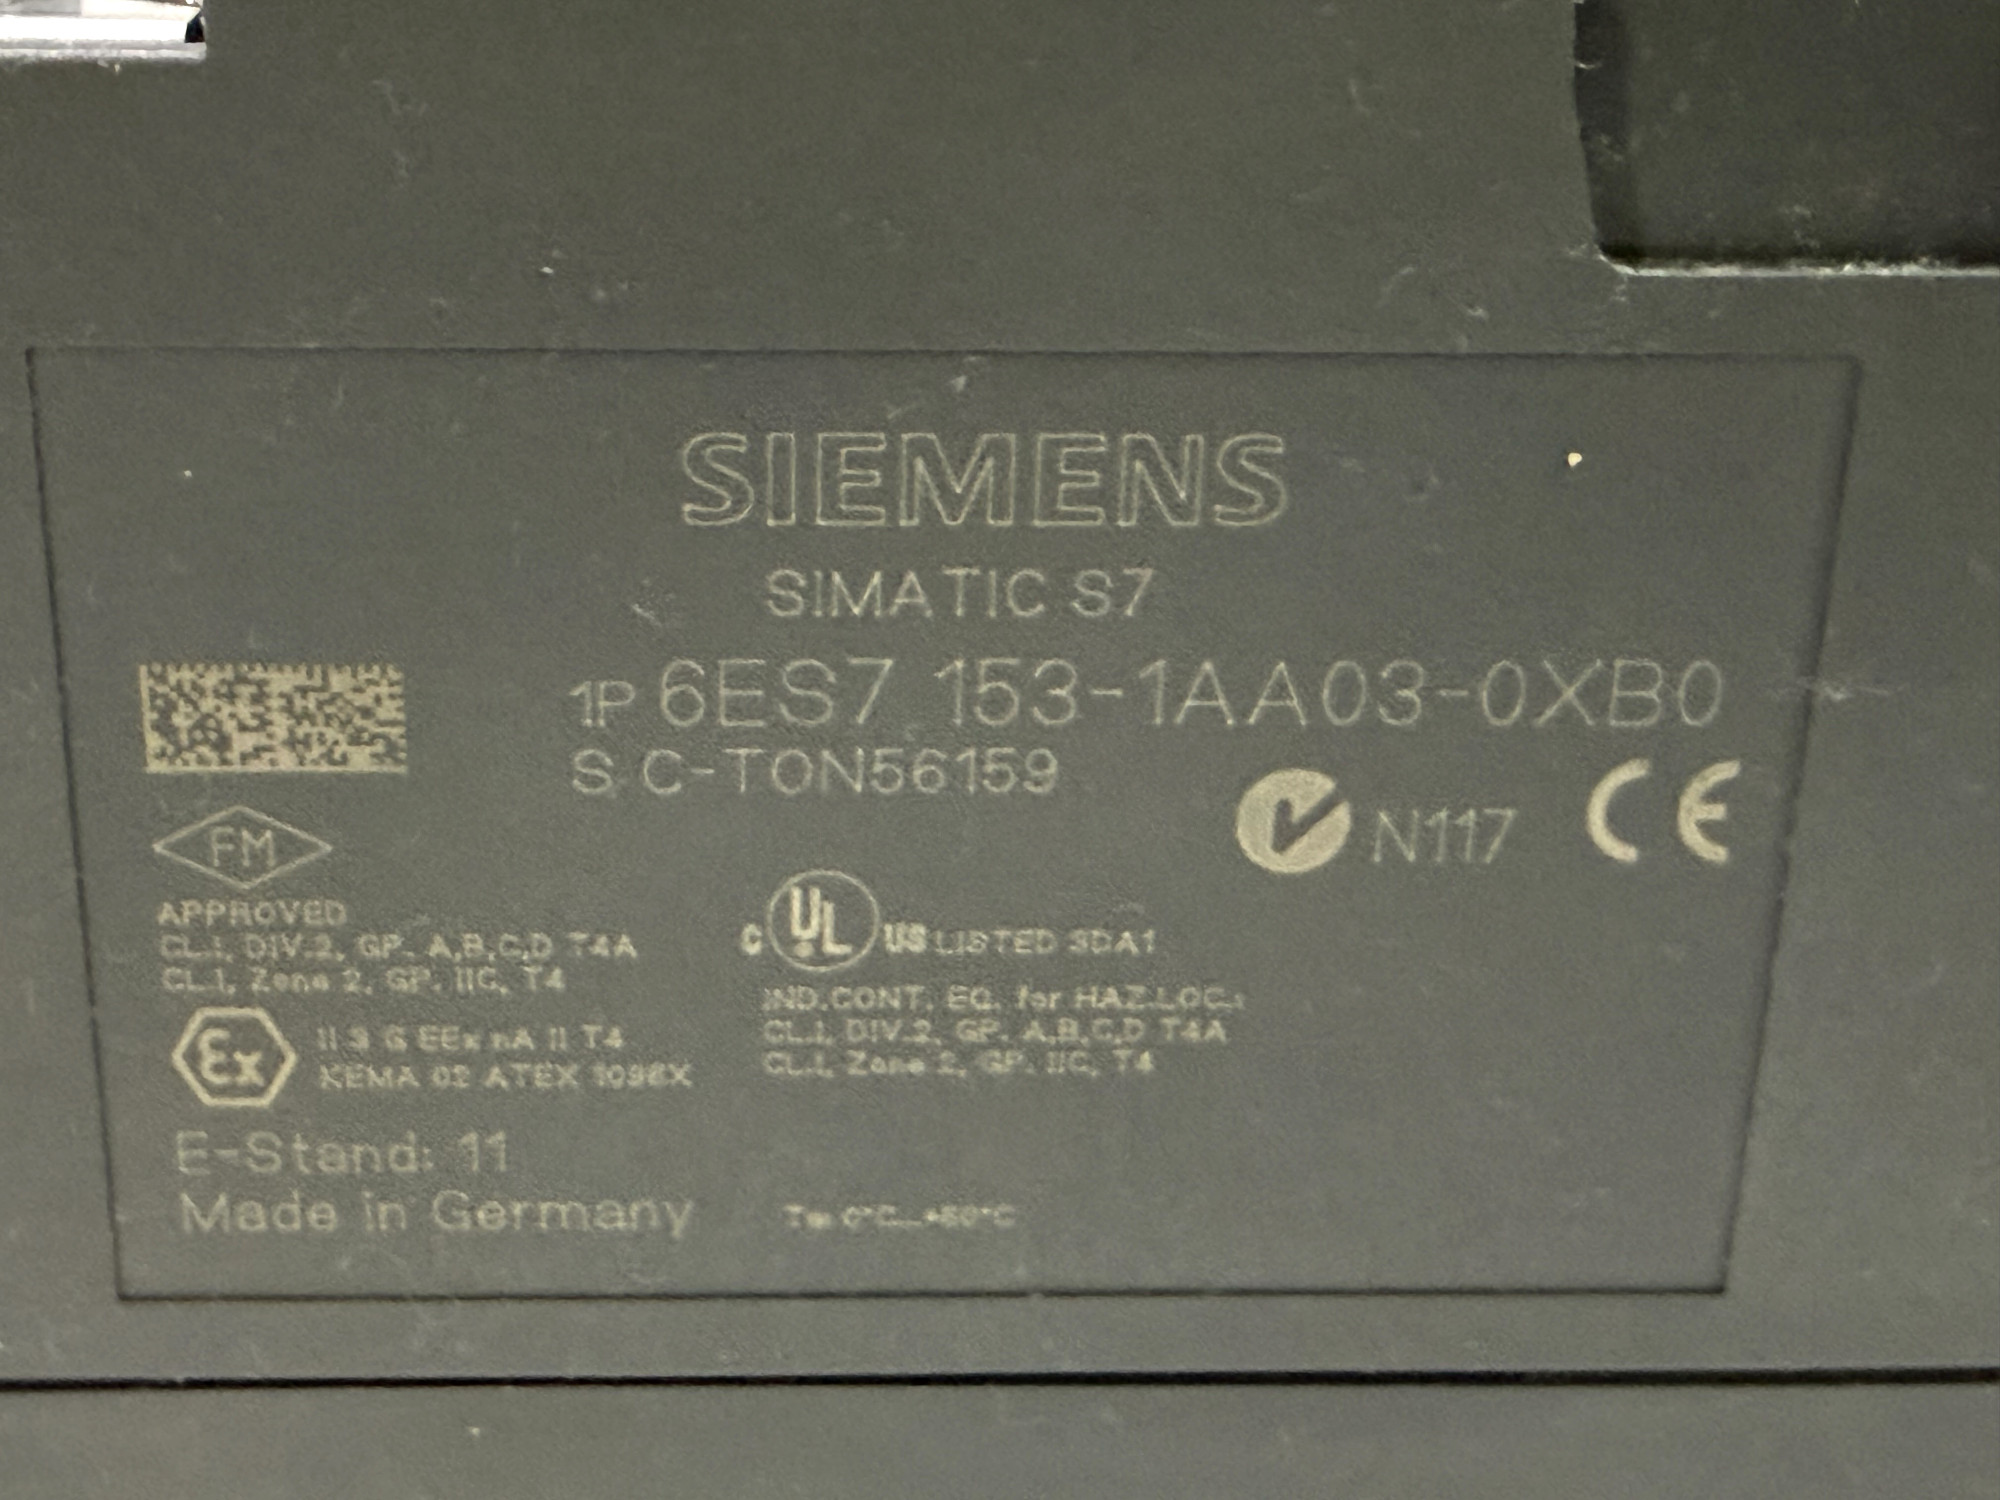 SIEMENS
SIMATIC S7
1P 6ES7 153-1AA03-0XB0
S C-T0N56159
N117 CE
FM
APPROVED
CL.I, DIV.2, GP. A,B,C,D T4A
CL.I, Zone 2, GP. IIC, T4
C UL US LISTED 3DA1
IND.CONT. EQ. for HAZ.LOC.:
CL.I, DIV.2, GP. A,B,C,D T4A
CL.I, Zone 2, GP. IIC, T4
Ex II 3 G EEx nA II T4
KEMA 02 ATEX
E-Stand: 11
Made in Germany